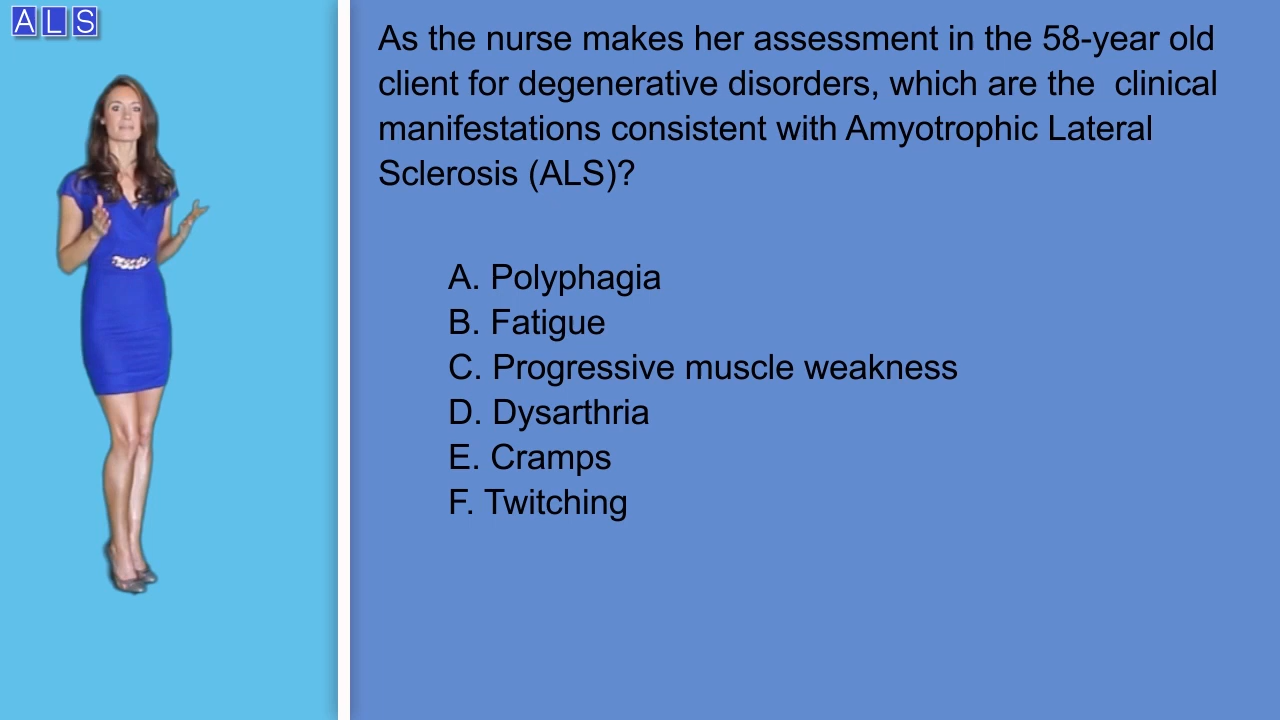 ALS
As the nurse makes her assessment in the 58-year old
client for degenerative disorders, which are the  clinical
manifestations consistent with Amyotrophic Lateral
Sclerosis (ALS)?
A. Polyphagia
B. Fatigue
C. Progressive muscle weakness
D. Dysarthria
E. Cramps
F. Twitching